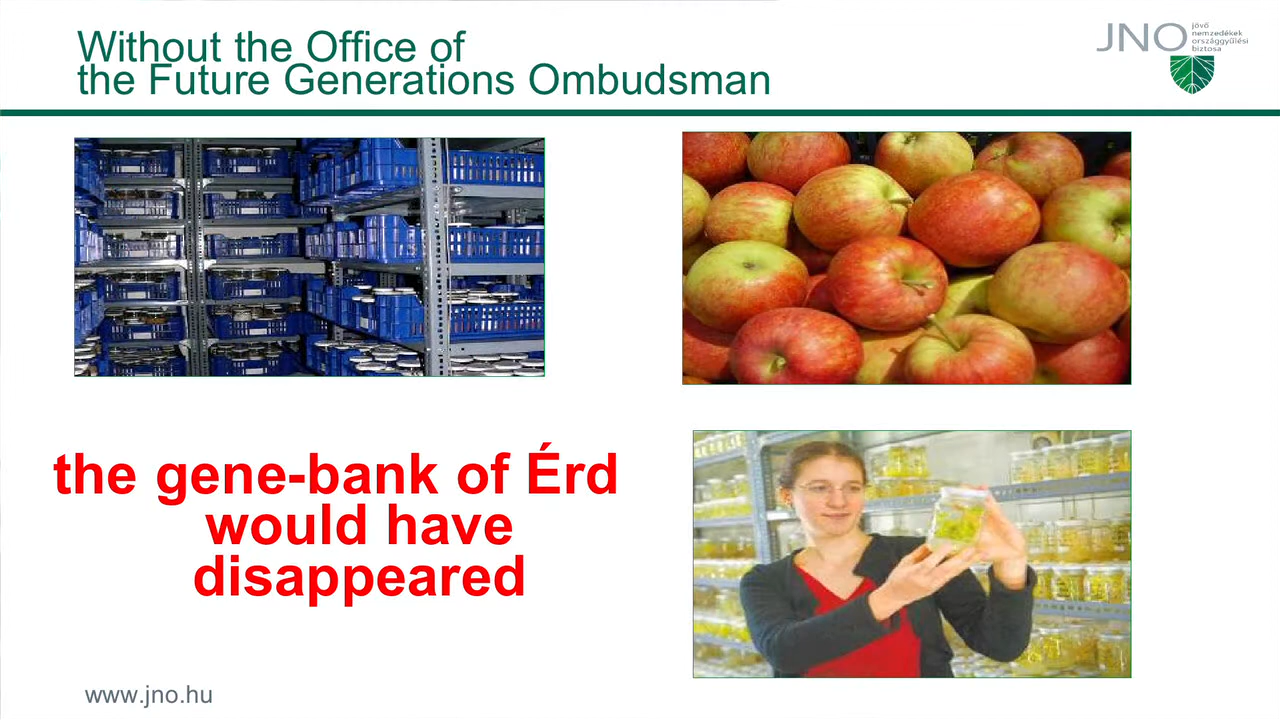 Without the Office of
the Future Generations Ombudsman
JNO
jövő
nemzedékek
országgyűlési
biztosa
the gene-bank of Érd
would have
disappeared
www.jno.hu